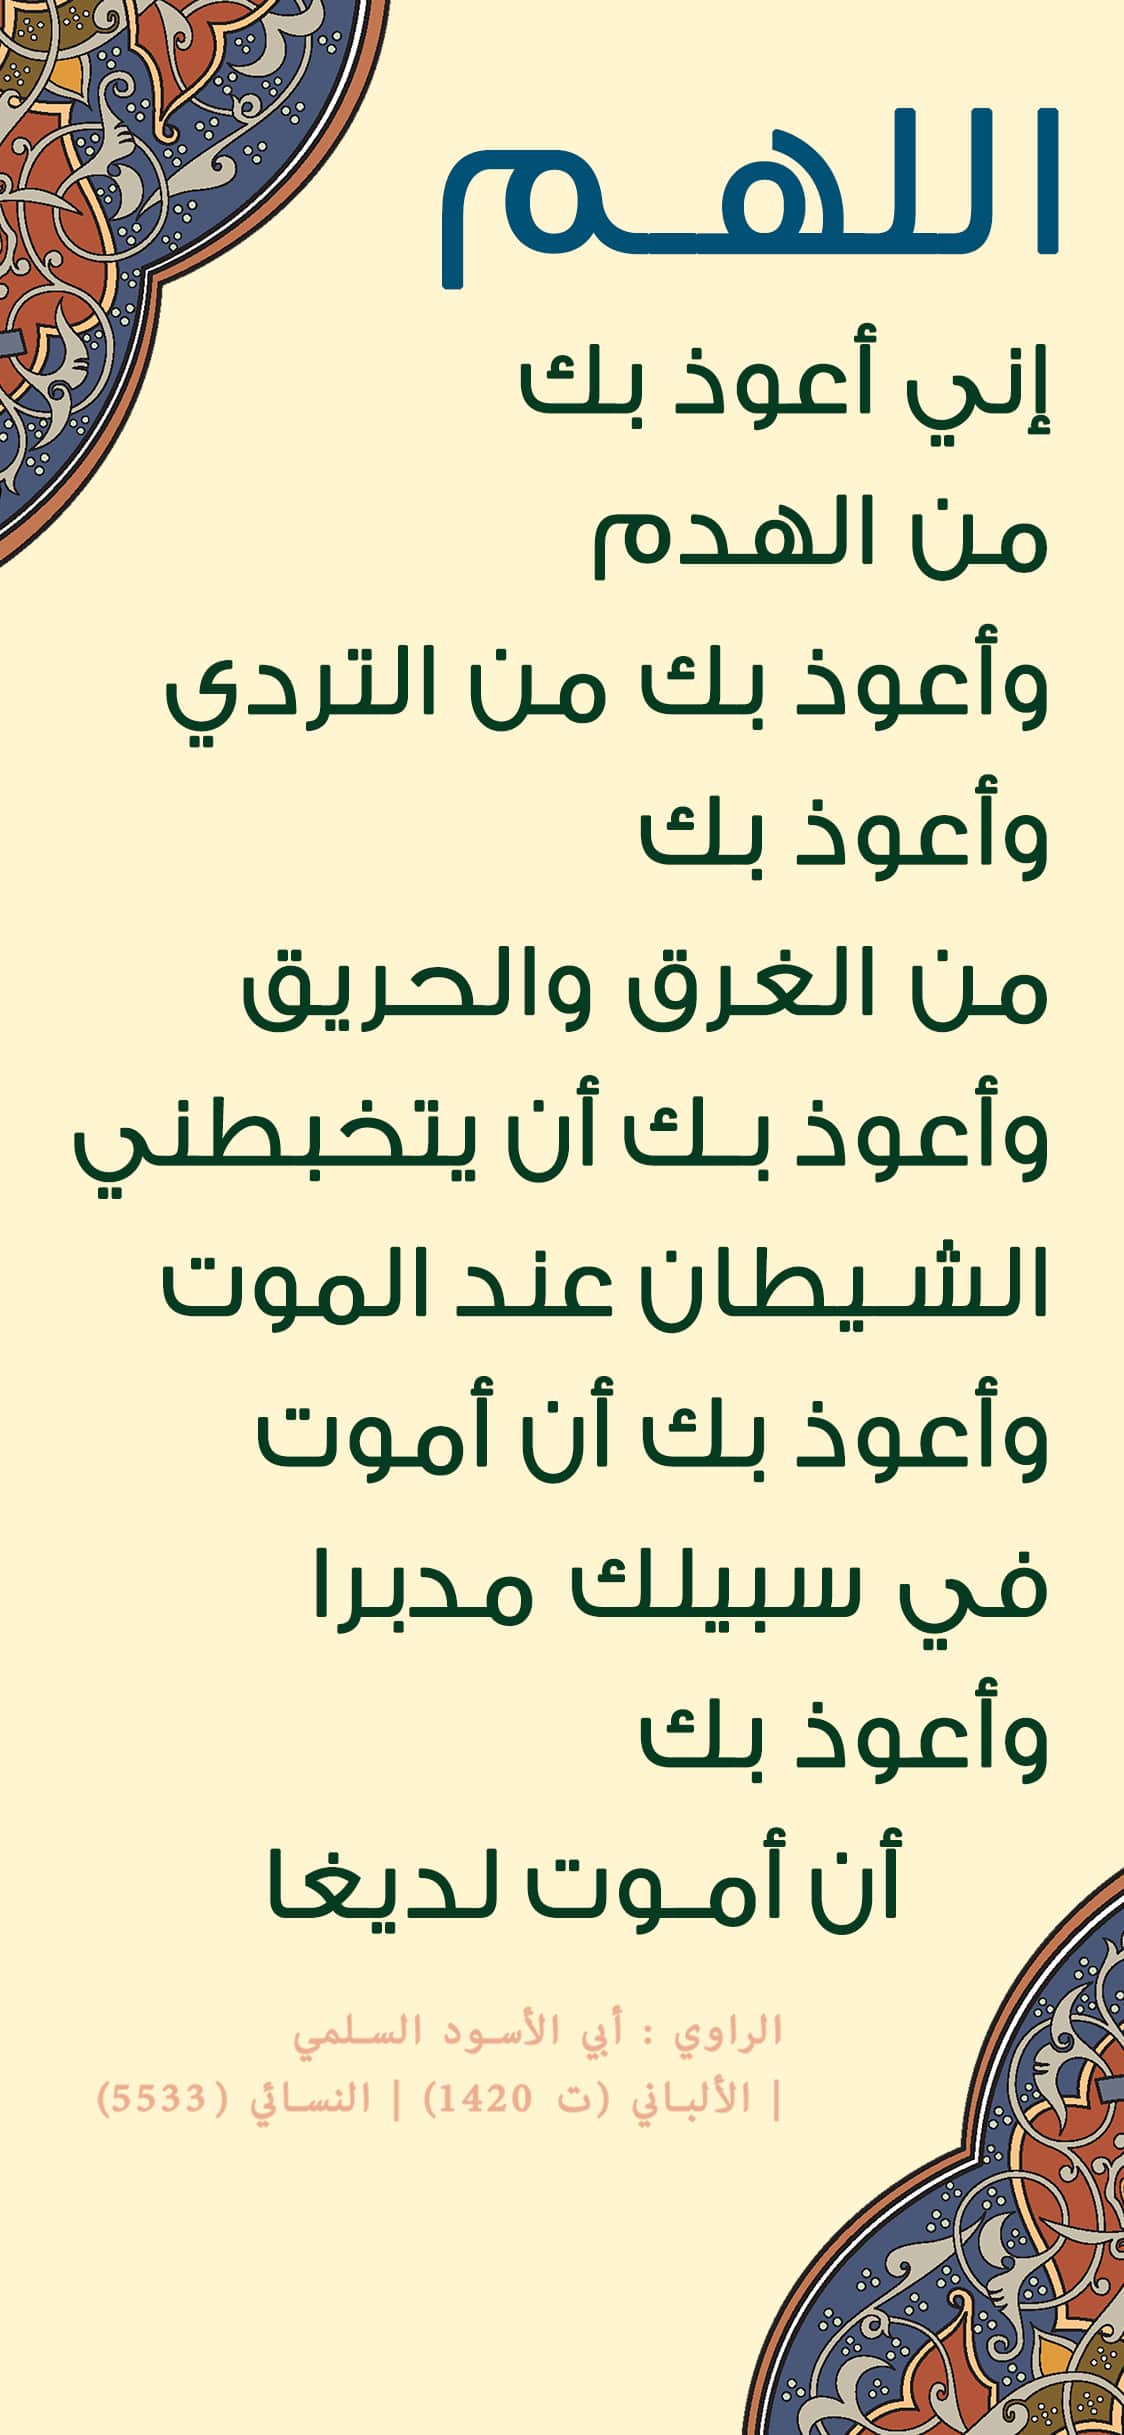 اللهم
إني أعوذ بك
من الهدم
وأعوذ بك من التردي
وأعوذ بك
من الغرق والحريق
وأعوذ بك أن يتخبطني
الشيطان عند الموت
وأعوذ بك أن أموت
في سبيلك مدبرا
وأعوذ بك
أن أموت لديغا
الراوي : أبي الأسود السلمي
| الألباني (ت 1420) | النسائي (5533)